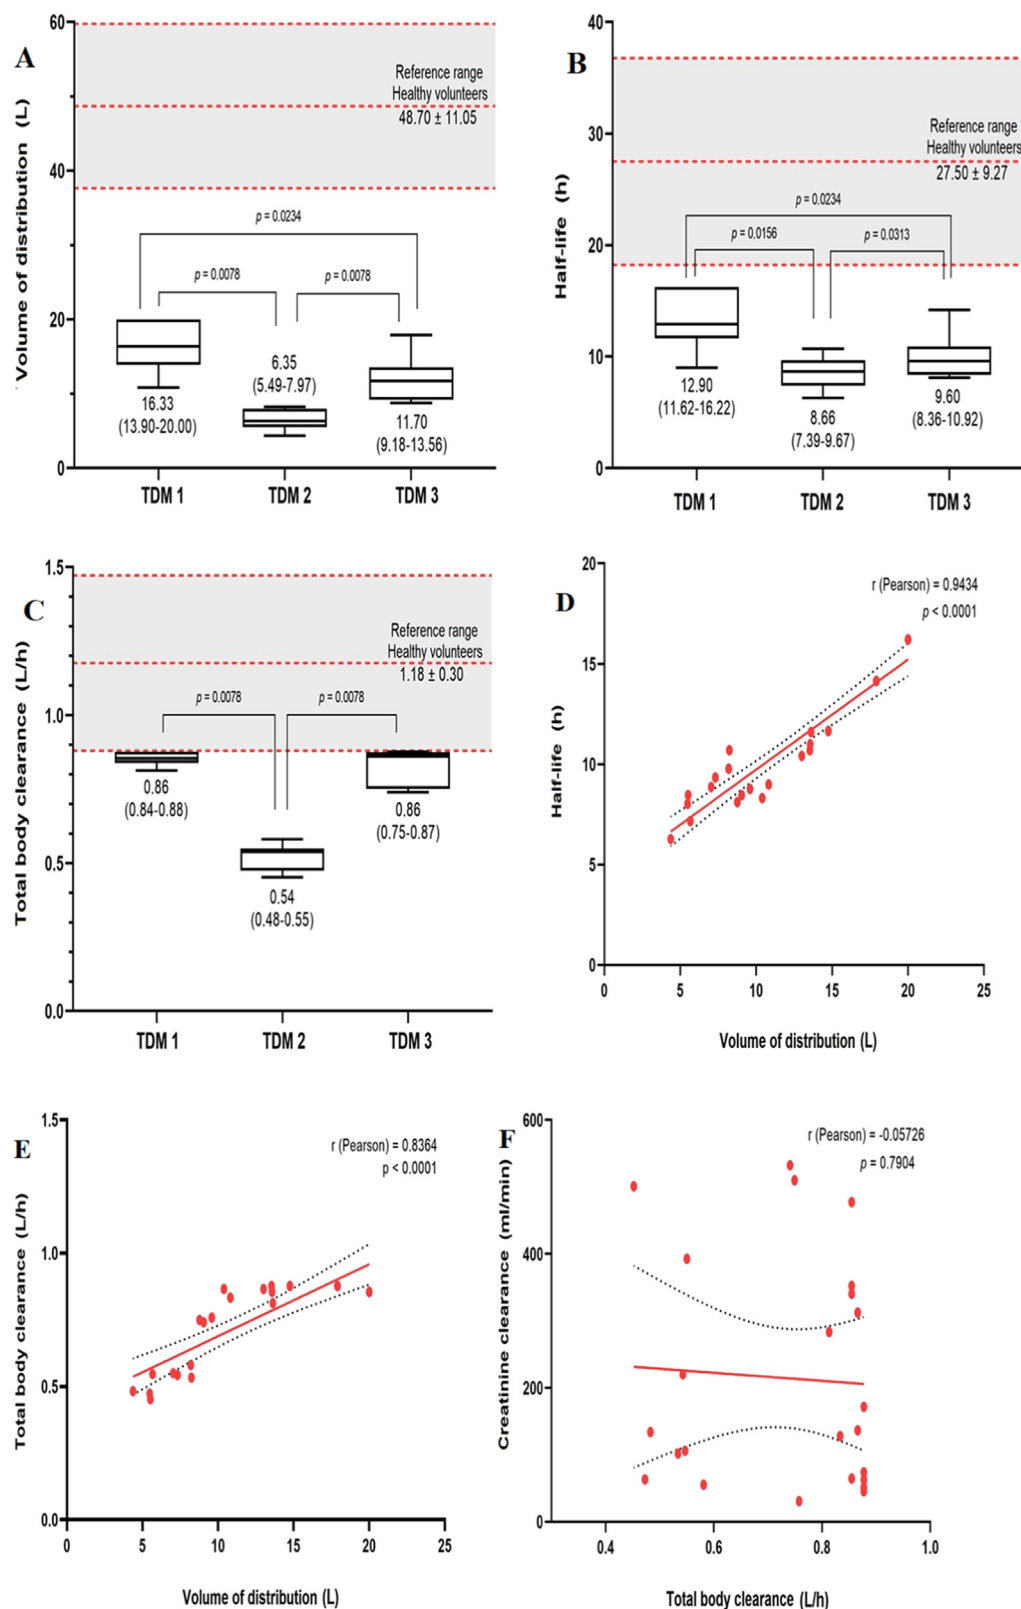 A
Volume of distribution (L)
60
40
20
0
Reference range
Healthy volunteers
48.70 ± 11.05
p = 0.0234
p = 0.0078
p = 0.0078
16.33
(13.90-20.00)
6.35
(5.49-7.97)
11.70
(9.18-13.56)
TDM 1
TDM 2
TDM 3
B
Half-life (h)
40
30
20
10
0
Reference range
Healthy volunteers
27.50 ± 9.27
p = 0.0234
p = 0.0156
p = 0.0313
12.90
(11.62-16.22)
8.66
(7.39-9.67)
9.60
(8.36-10.92)
TDM 1
TDM 2
TDM 3
C
Total body clearance (L/h)
1.5
1.0
0.5
0.0
Reference range
Healthy volunteers
1.18 ± 0.30
p = 0.0078
p = 0.0078
0.86
(0.84-0.88)
0.54
(0.48-0.55)
0.86
(0.75-0.87)
TDM 1
TDM 2
TDM 3
D
Half-life (h)
20
15
10
5
0
r (Pearson) = 0.9434
p < 0.0001
0
5
10
15
20
25
Volume of distribution (L)
E
Total body clearance (L/h)
1.5
1.0
0.5
0.0
r (Pearson) = 0.8364
p < 0.0001
0
5
10
15
20
25
Volume of distribution (L)
F
Creatinine clearance (ml/min)
600
400
200
0
r (Pearson) = -0.05726
p = 0.7904
0.4
0.6
0.8
1.0
Total body clearance (L/h)